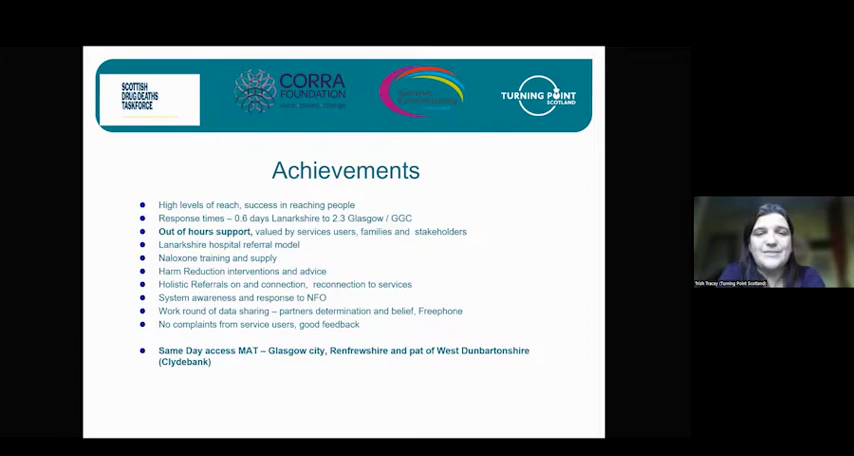 SCOTTISH
DRUG DEATHS
TASKFORCE
CORRA
FOUNDATION
TURNING POINT
SCOTLAND
Achievements
High levels of reach, success in reaching people
Response times – 0.6 days Lanarkshire to 2.3 Glasgow / GGC
Out of hours support, valued by services users, families and stakeholders
Lanarkshire hospital referral model
Naloxone training and supply
Harm Reduction interventions and advice
Holistic Referrals on and connection, reconnection to services
System awareness and response to NFO
Work round of data sharing – partners determination and belief, Freephone
No complaints from service users, good feedback
Same Day access MAT – Glasgow city, Renfrewshire and pat of West Dunbartonshire
(Clydebank)
Trish Tracey (Turning Point Scotland)